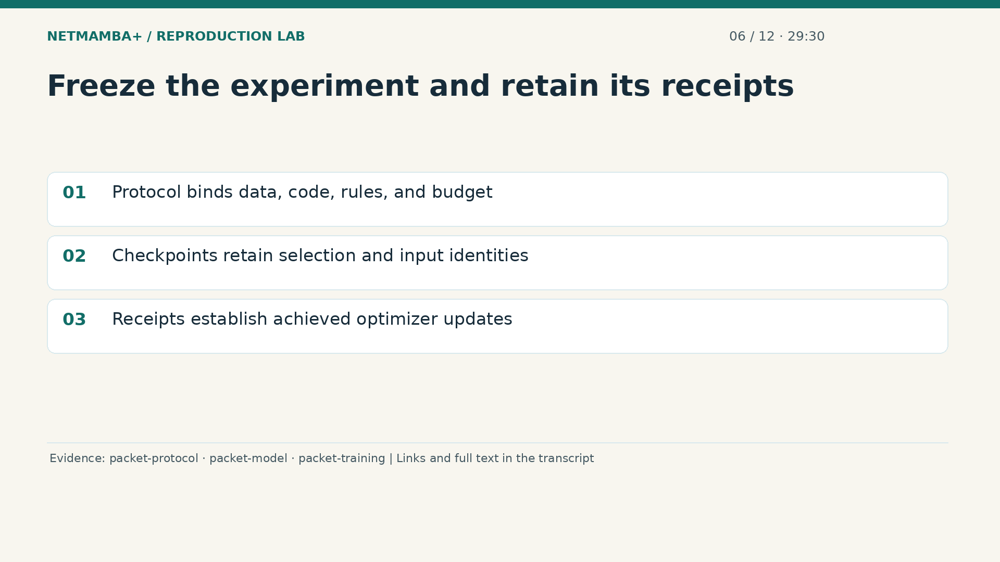 NETMAMBA+ / REPRODUCTION LAB
06 / 12 · 29:30
Freeze the experiment and retain its receipts
01 Protocol binds data, code, rules, and budget
02 Checkpoints retain selection and input identities
03 Receipts establish achieved optimizer updates
Evidence: packet-protocol · packet-model · packet-training | Links and full text in the transcript